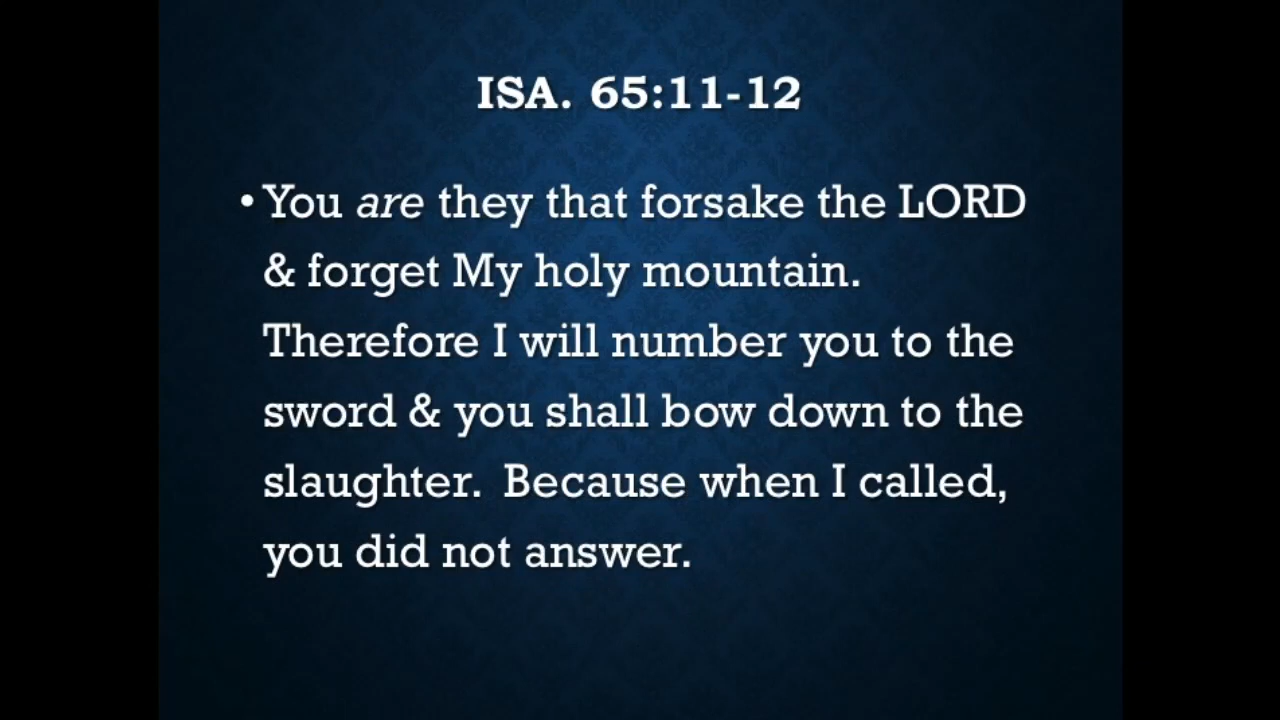 ISA. 65:11-12
• You are they that forsake the LORD
& forget My holy mountain.
Therefore I will number you to the
sword & you shall bow down to the
slaughter.  Because when I called,
you did not answer.